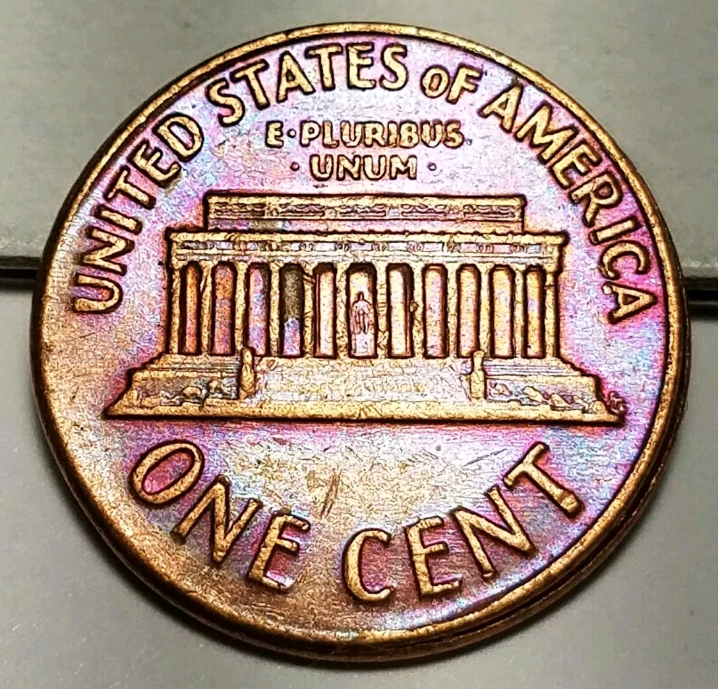 UNITED STATES OF AMERICA
E·PLURIBUS
·UNUM·
ONE CENT